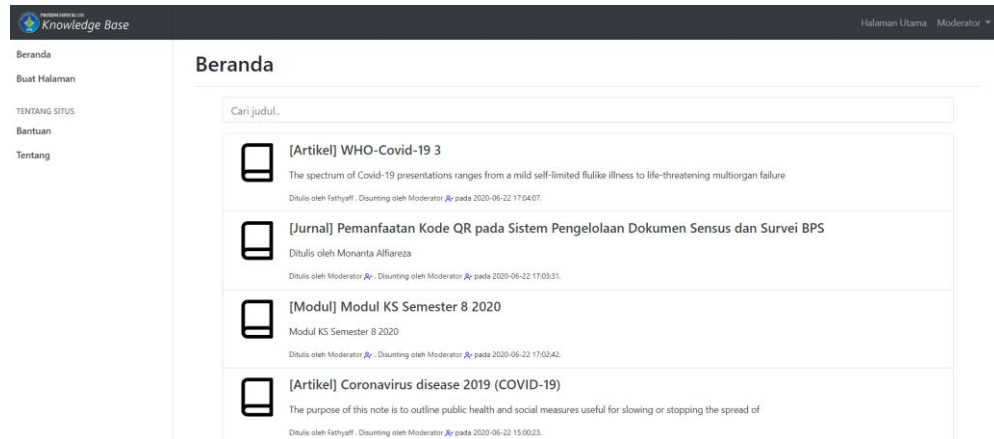 Knowledge Base
Halaman Utama Moderator
Beranda
Buat Halaman
TENTANG SITUS
Bantuan
Tentang
Beranda
Cari judul..
[Artikel] WHO-Covid-19 3
The spectrum of Covid-19 presentations ranges from a mild self-limited flulike illness to life-threatening multiorgan failure
Ditulis oleh Fathyaff . Disunting oleh Moderator pada 2020-06-22 17:04:07.
[Jurnal] Pemanfaatan Kode QR pada Sistem Pengelolaan Dokumen Sensus dan Survei BPS
Ditulis oleh Monanta Alfiareza
Ditulis oleh Moderator . Disunting oleh Moderator pada 2020-06-22 17:03:31.
[Modul] Modul KS Semester 8 2020
Modul KS Semester 8 2020
Ditulis oleh Moderator . Disunting oleh Moderator pada 2020-06-22 17:02:42.
[Artikel] Coronavirus disease 2019 (COVID-19)
The purpose of this note is to outline public health and social measures useful for slowing or stopping the spread of
Ditulis oleh Fathyaff . Disunting oleh Moderator pada 2020-06-22 15:00:23.